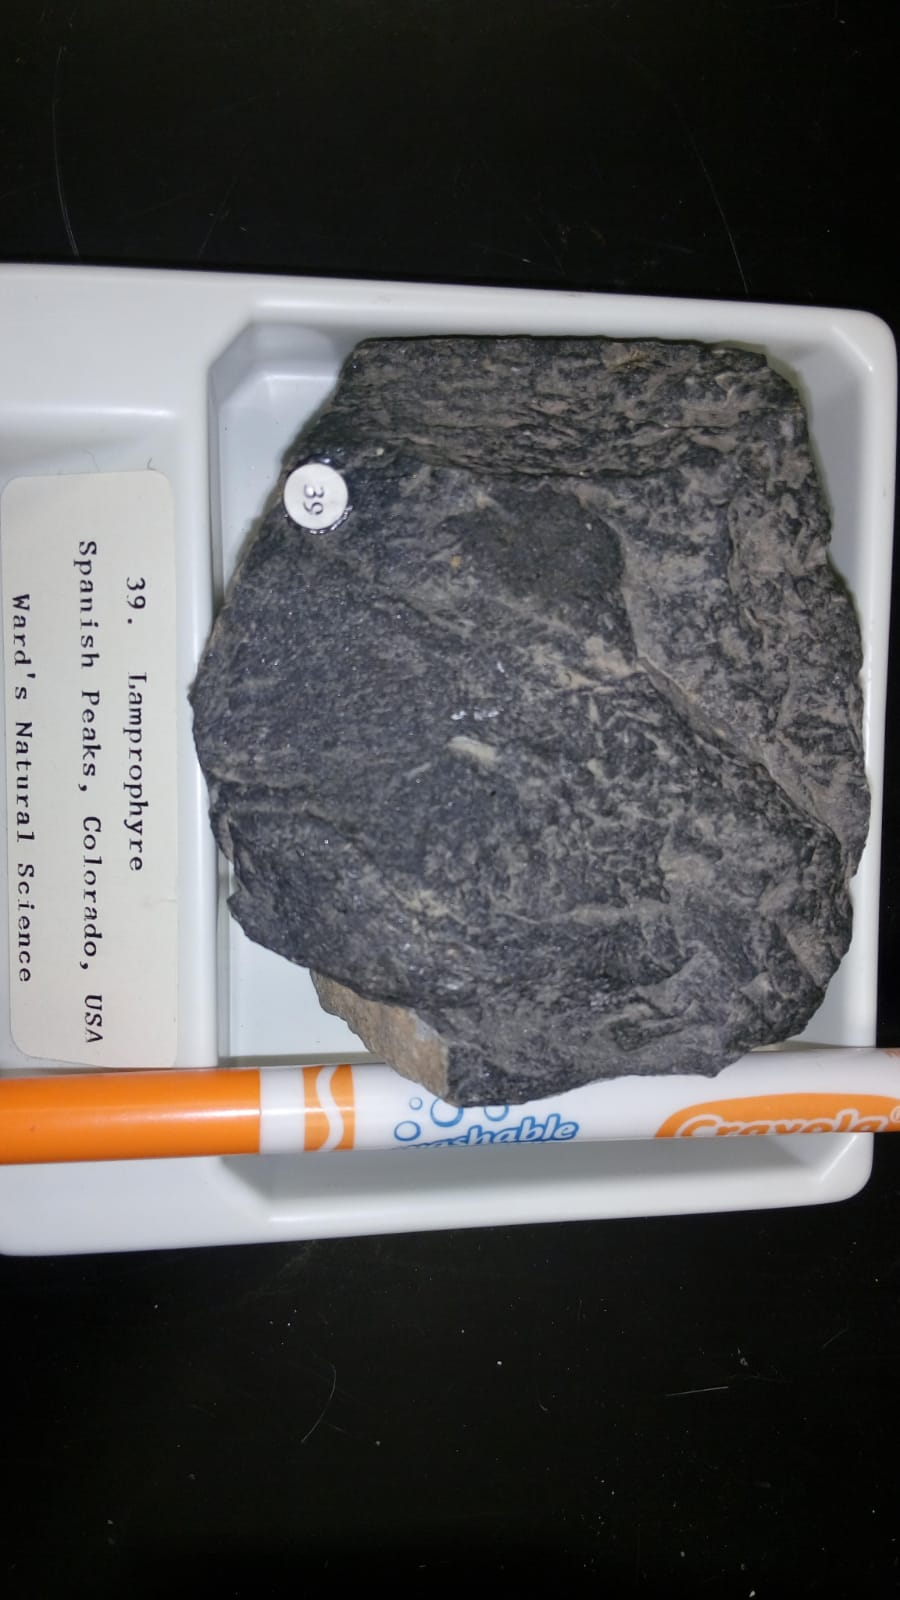 39
39. Lamprophyre
Spanish Peaks, Colorado, USA
Ward's Natural Science
washable
Crayola